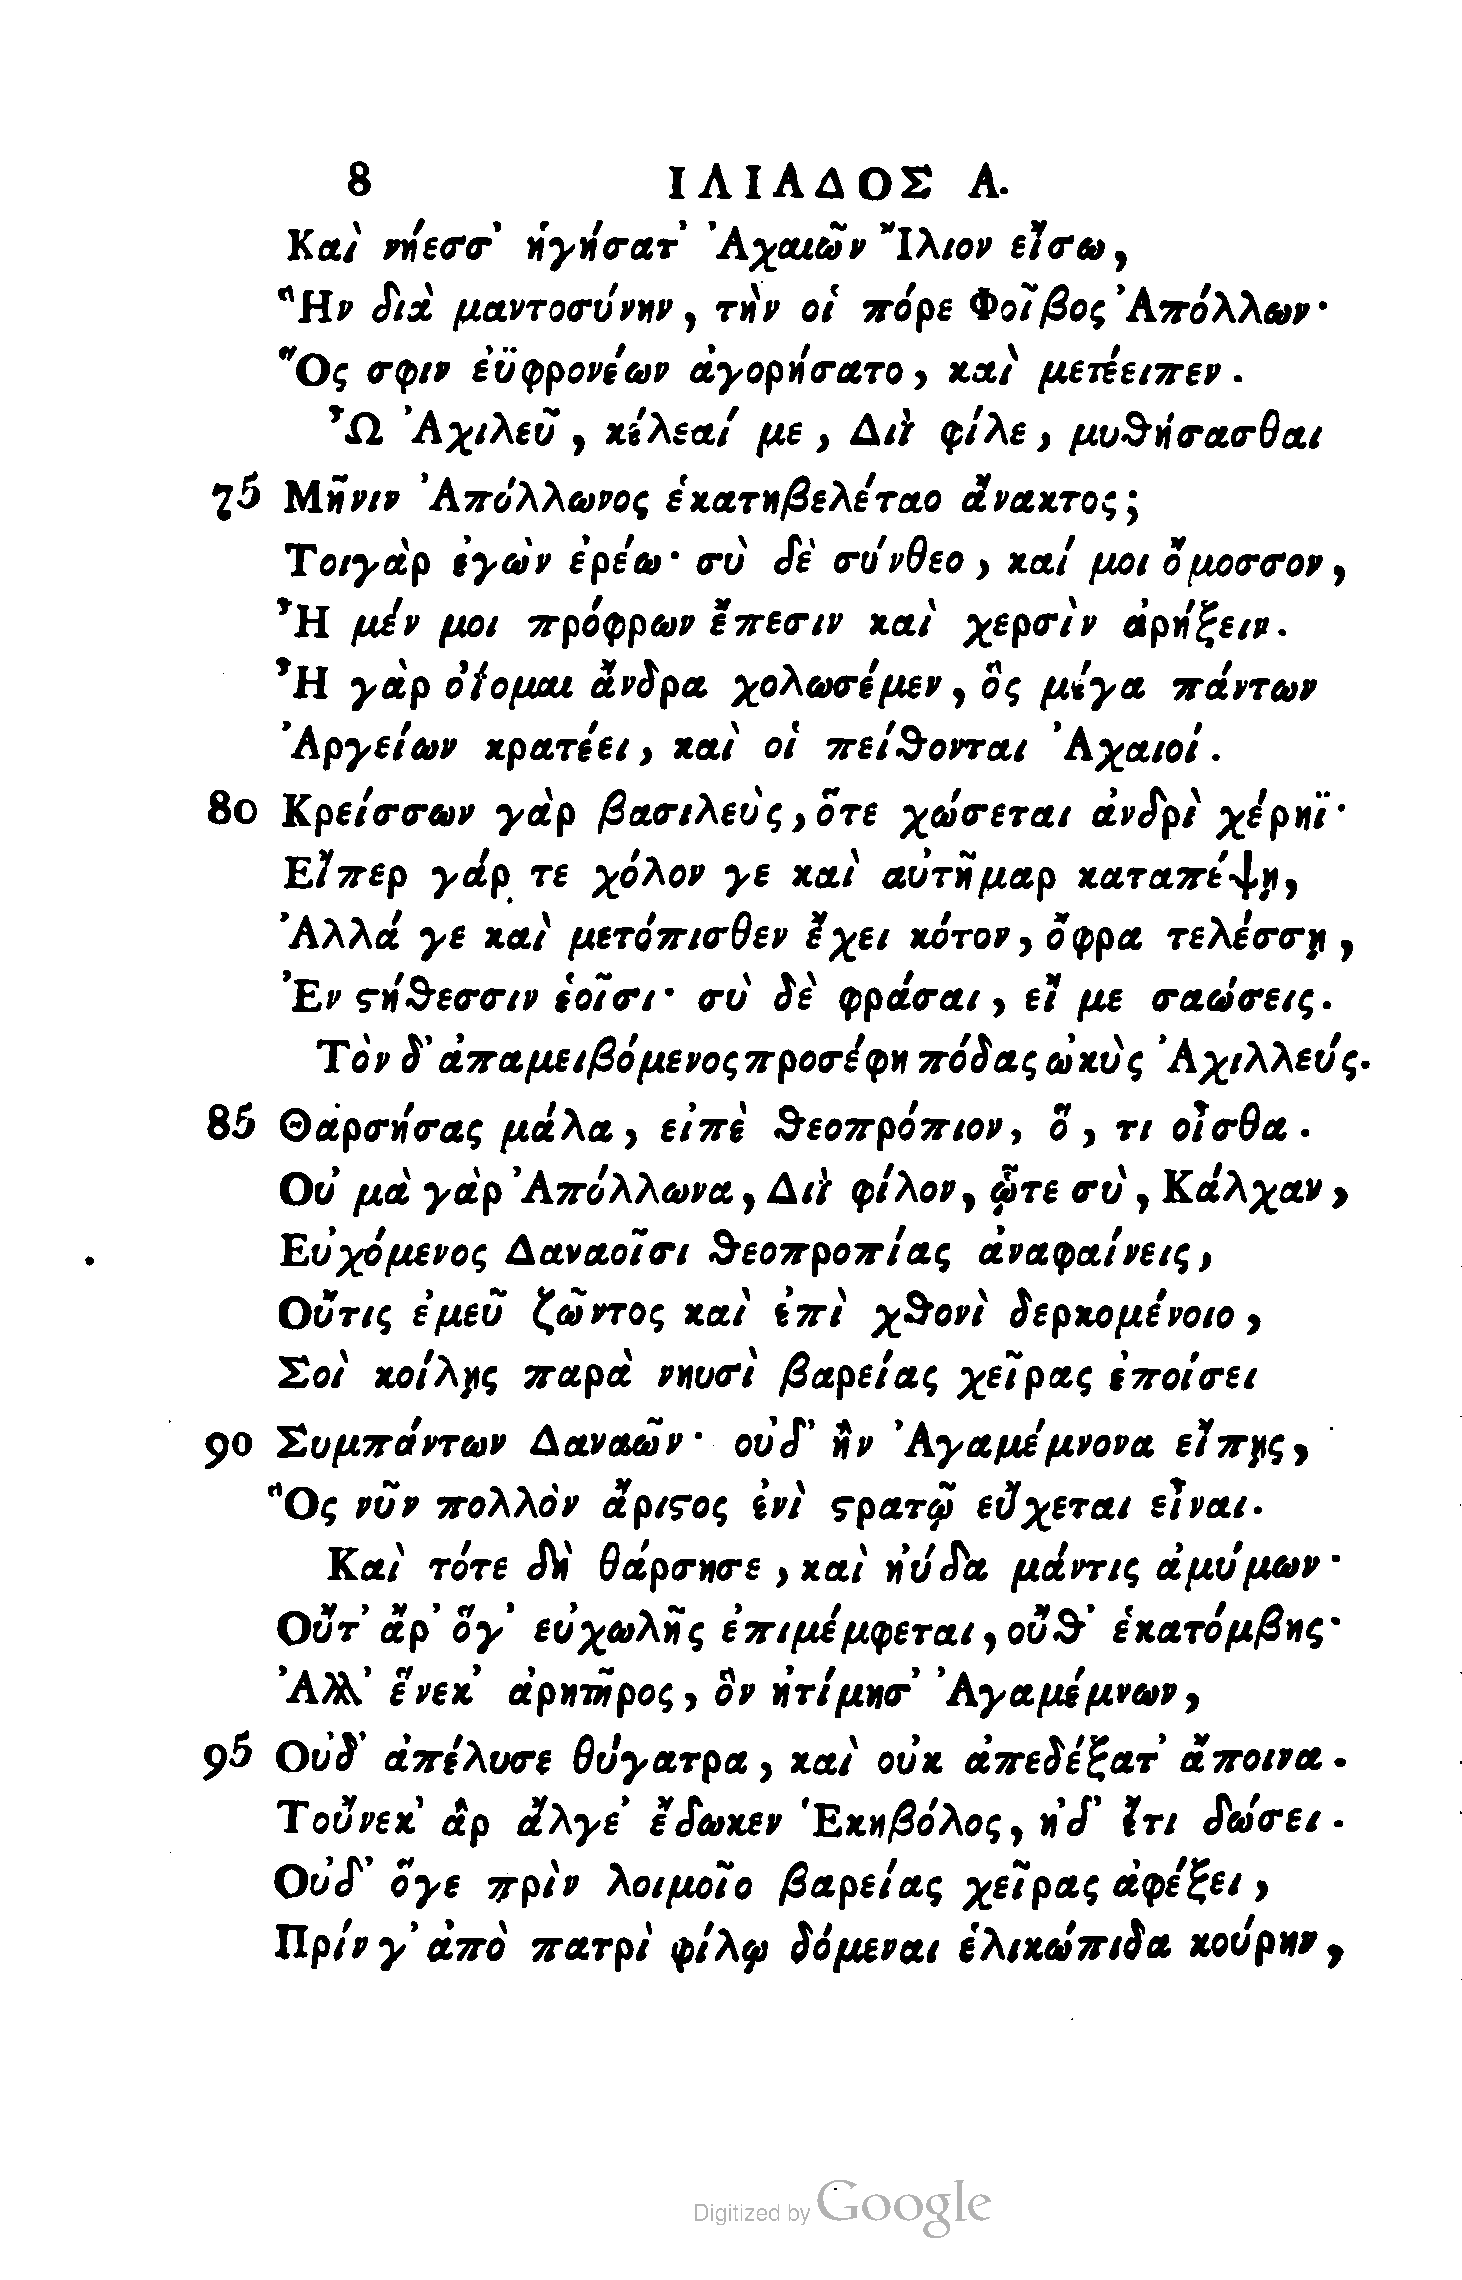 8 ΙΛΙΑΔΟΣ Α.
Καὶ νήεσσ' ἡγήσατ' Ἀχαιῶν Ἴλιον εἴσω,
Ἣν διὰ μαντοσύνην, τὴν οἱ πόρε Φοῖβος Ἀπόλλων·
Ὅς σφιν ἐϋφρονέων ἀγορήσατο, καὶ μετέειπεν.
Ὦ Ἀχιλεῦ, κέλεαί με, Διῒ φίλε, μυϑήσασθαι
75 Μῆνιν Ἀπόλλωνος ἑκατηβελέταο ἄνακτος;
Τοιγὰρ ἐγὼν ἐρέω· σὺ δὲ σύνθεο, καί μοι ὄμοσσον,
Ἦ μέν μοι πρόφρων ἔπεσιν καὶ χερσὶν ἀρήξειν.
Ἦ γὰρ ὀΐομαι ἄνδρα χολωσέμεν, ὃς μέγα πάντων
Ἀργείων κρατέει, καὶ οἱ πείϑονται Ἀχαιοί.
80 Κρείσσων γὰρ βασιλεὺς, ὅτε χώσεται ἀνδρὶ χέρηϊ·
Εἴπερ γάρ τε χόλον γε καὶ αὐτῆμαρ καταπέψῃ,
Ἀλλά γε καὶ μετόπισθεν ἔχει κότον, ὄφρα τελέσσῃ,
Ἐν ϛήϑεσσιν ἑοῖσι· σὺ δὲ φράσαι, εἴ με σαώσεις.
Τὸν δ' ἀπαμειβόμενος προσέφη πόδας ὠκὺς Ἀχιλλεύς.
85 Θαρσήσας μάλα, εἰπὲ ϑεοπρόπιον, ὅ, τι οἶσθα.
Οὐ μὰ γὰρ Ἀπόλλωνα, Διῒ φίλον, ᾧτε σὺ, Κάλχαν,
Εὐχόμενος Δαναοῖσι ϑεοπροπίας ἀναφαίνεις,
Οὔτις ἐμεῦ ζῶντος καὶ ἐπὶ χϑονὶ δερκομένοιο,
Σοὶ κοίλῃς παρὰ νηυσὶ βαρείας χεῖρας ἐποίσει
90 Συμπάντων Δαναῶν· οὐδ' ἢν Ἀγαμέμνονα εἴπῃς,
Ὃς νῦν πολλὸν ἄριϛος ἐνὶ ϛρατῷ εὔχεται εἶναι.
Καὶ τότε δὴ θάρσησε, καὶ ηὔδα μάντις ἀμύμων·
Οὔτ' ἄρ' ὅγ' εὐχωλῆς ἐπιμέμφεται, οὔϑ' ἑκατόμβης·
Ἀλλ' ἕνεκ' ἀρητῆρος, ὃν ἠτίμησ' Ἀγαμέμνων,
95 Οὐδ' ἀπέλυσε θύγατρα, καὶ οὐκ ἀπεδέξατ' ἄποινα.
Τοὔνεκ' ἂρ ἄλγε' ἔδωκεν Ἑκηβόλος, ἠδ' ἔτι δώσει.
Οὐδ' ὅγε πρὶν λοιμοῖο βαρείας χεῖρας ἀφέξει,
Πρίν γ' ἀπὸ πατρὶ φίλῳ δόμεναι ἑλικώπιδα κούρην,
Digitized by Google